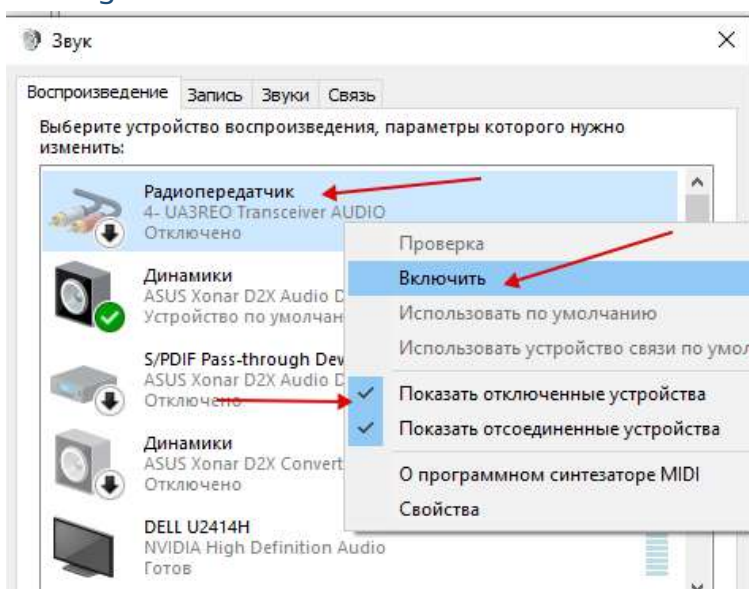 Звук
Воспроизведение Запись Звуки Связь
Выберите устройство воспроизведения, параметры которого нужно
изменить:
Радиопередатчик
4- UA3REO Transceiver AUDIO
Отключено
Динамики
ASUS Xonar D2X Audio D
Устройство по умолчан
S/PDIF Pass-through Dev
ASUS Xonar D2X Audio D
Отключено
Динамики
ASUS Xonar D2X Convert
Отключено
DELL U2414H
NVIDIA High Definition Audio
Готов
Проверка
Включить
Использовать по умолчанию
Использовать устройство связи по умол
Показать отключенные устройства
Показать отсоединенные устройства
О программном синтезаторе MIDI
Свойства